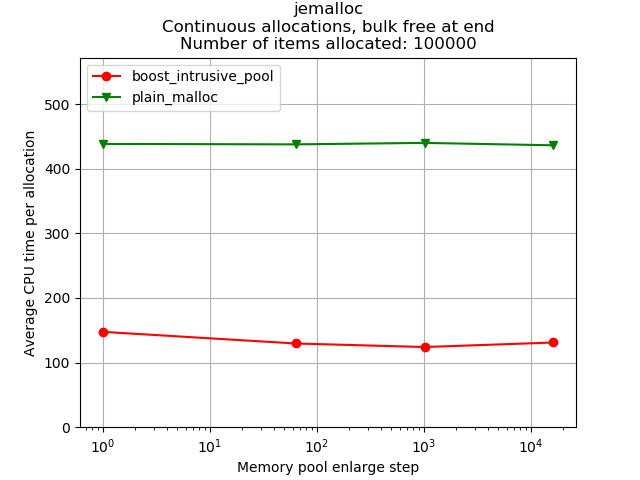 jemalloc
Continuous allocations, bulk free at end
Number of items allocated: 100000
boost_intrusive_pool
plain_malloc
Average CPU time per allocation
500
400
300
200
100
0
10⁰ 10¹ 10² 10³ 10⁴
Memory pool enlarge step